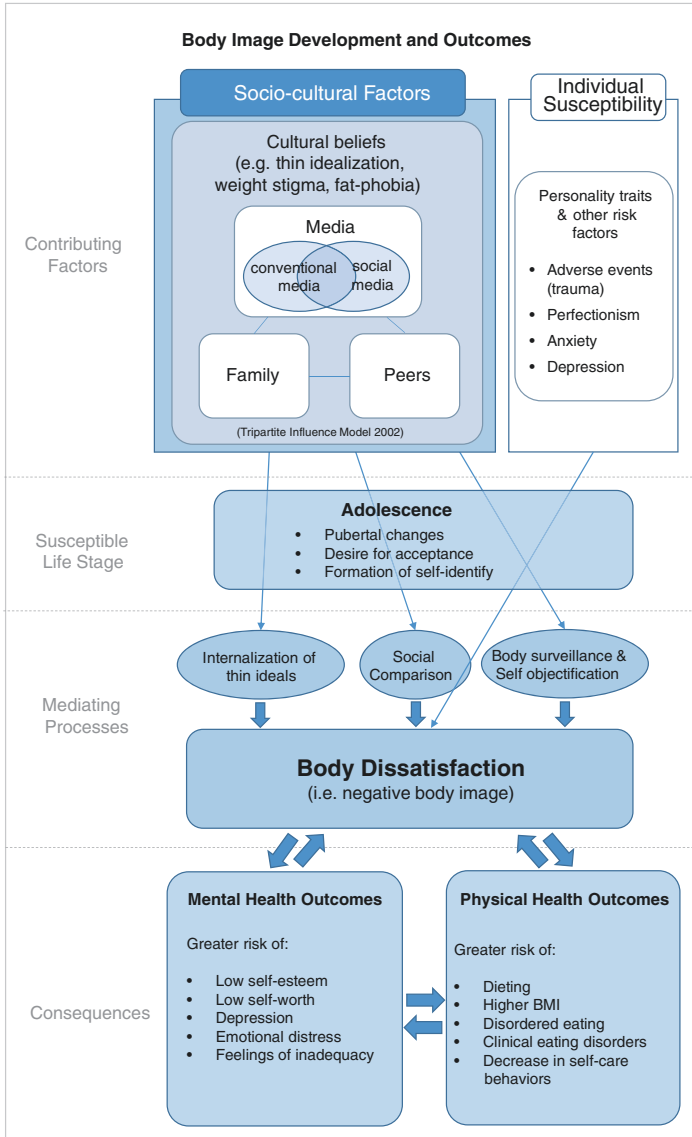 Body Image Development and Outcomes
Contributing
Factors
Socio-cultural Factors
Cultural beliefs
(e.g. thin idealization,
weight stigma, fat-phobia)
Media
conventional
media
social
media
Family
Peers
(Tripartite Influence Model 2002)
Individual
Susceptibility
Personality traits
& other risk
factors
• Adverse events
(trauma)
• Perfectionism
• Anxiety
• Depression
Susceptible
Life Stage
Adolescence
• Pubertal changes
• Desire for acceptance
• Formation of self-identify
Mediating
Processes
Internalization of
thin ideals
Social
Comparison
Body surveillance &
Self objectification
Body Dissatisfaction
(i.e. negative body image)
Consequences
Mental Health Outcomes
Greater risk of:
• Low self-esteem
• Low self-worth
• Depression
• Emotional distress
• Feelings of inadequacy
Physical Health Outcomes
Greater risk of:
• Dieting
• Higher BMI
• Disordered eating
• Clinical eating disorders
• Decrease in self-care
behaviors